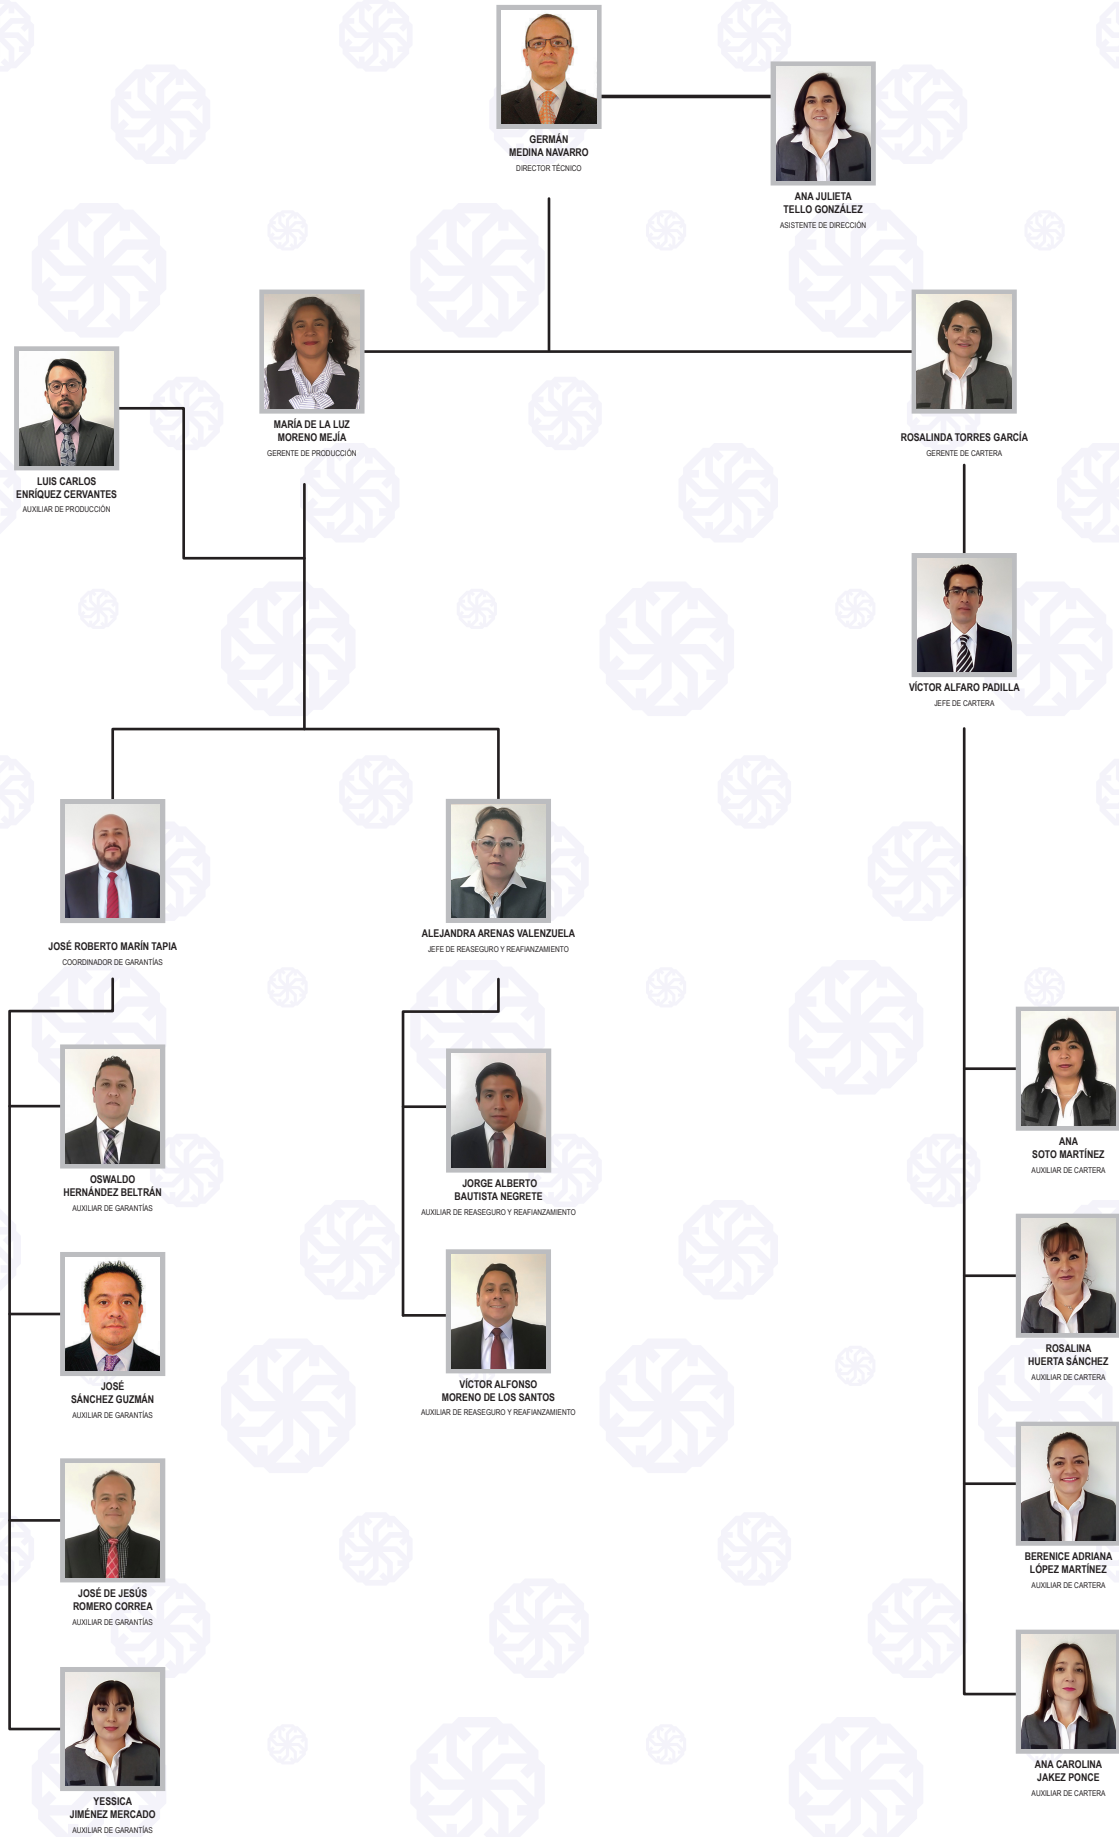 GERMÁN
MEDINA NAVARRO
DIRECTOR TÉCNICO
ANA JULIETA
TELLO GONZÁLEZ
ASISTENTE DE DIRECCIÓN
MARÍA DE LA LUZ
MORENO MEJÍA
GERENTE DE PRODUCCIÓN
ROSALINDA TORRES GARCÍA
GERENTE DE CARTERA
LUIS CARLOS
ENRÍQUEZ CERVANTES
AUXILIAR DE PRODUCCIÓN
VÍCTOR ALFARO PADILLA
JEFE DE CARTERA
JOSÉ ROBERTO MARÍN TAPIA
COORDINADOR DE GARANTÍAS
ALEJANDRA ARENAS VALENZUELA
JEFE DE REASEGURO Y REAFIANZAMIENTO
OSWALDO
HERNÁNDEZ BELTRÁN
AUXILIAR DE GARANTÍAS
JORGE ALBERTO
BAUTISTA NEGRETE
AUXILIAR DE REASEGURO Y REAFIANZAMIENTO
ANA
SOTO MARTÍNEZ
AUXILIAR DE CARTERA
JOSÉ
SÁNCHEZ GUZMÁN
AUXILIAR DE GARANTÍAS
VÍCTOR ALFONSO
MORENO DE LOS SANTOS
AUXILIAR DE REASEGURO Y REAFIANZAMIENTO
ROSALINA
HUERTA SÁNCHEZ
AUXILIAR DE CARTERA
JOSÉ DE JESÚS
ROMERO CORREA
AUXILIAR DE GARANTÍAS
BERENICE ADRIANA
LÓPEZ MARTÍNEZ
AUXILIAR DE CARTERA
YESSICA
JIMÉNEZ MERCADO
AUXILIAR DE GARANTÍAS
ANA CAROLINA
JAKEZ PONCE
AUXILIAR DE CARTERA